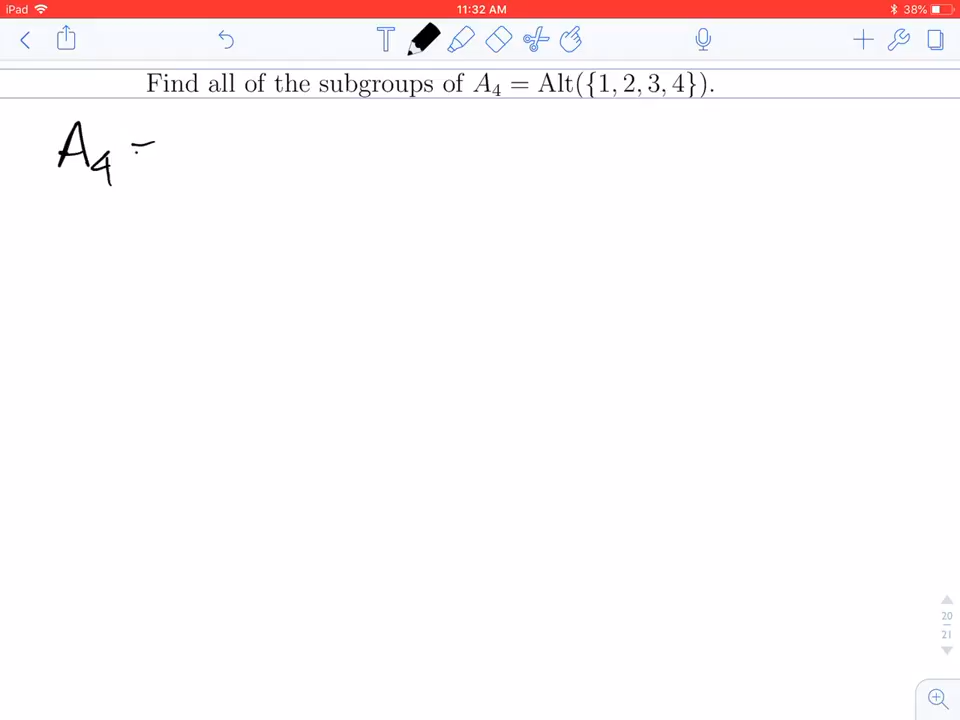 iPad 11:32 AM 38%
T
Find all of the subgroups of A₄ = Alt({1, 2, 3, 4}).
A₄ =
20
21